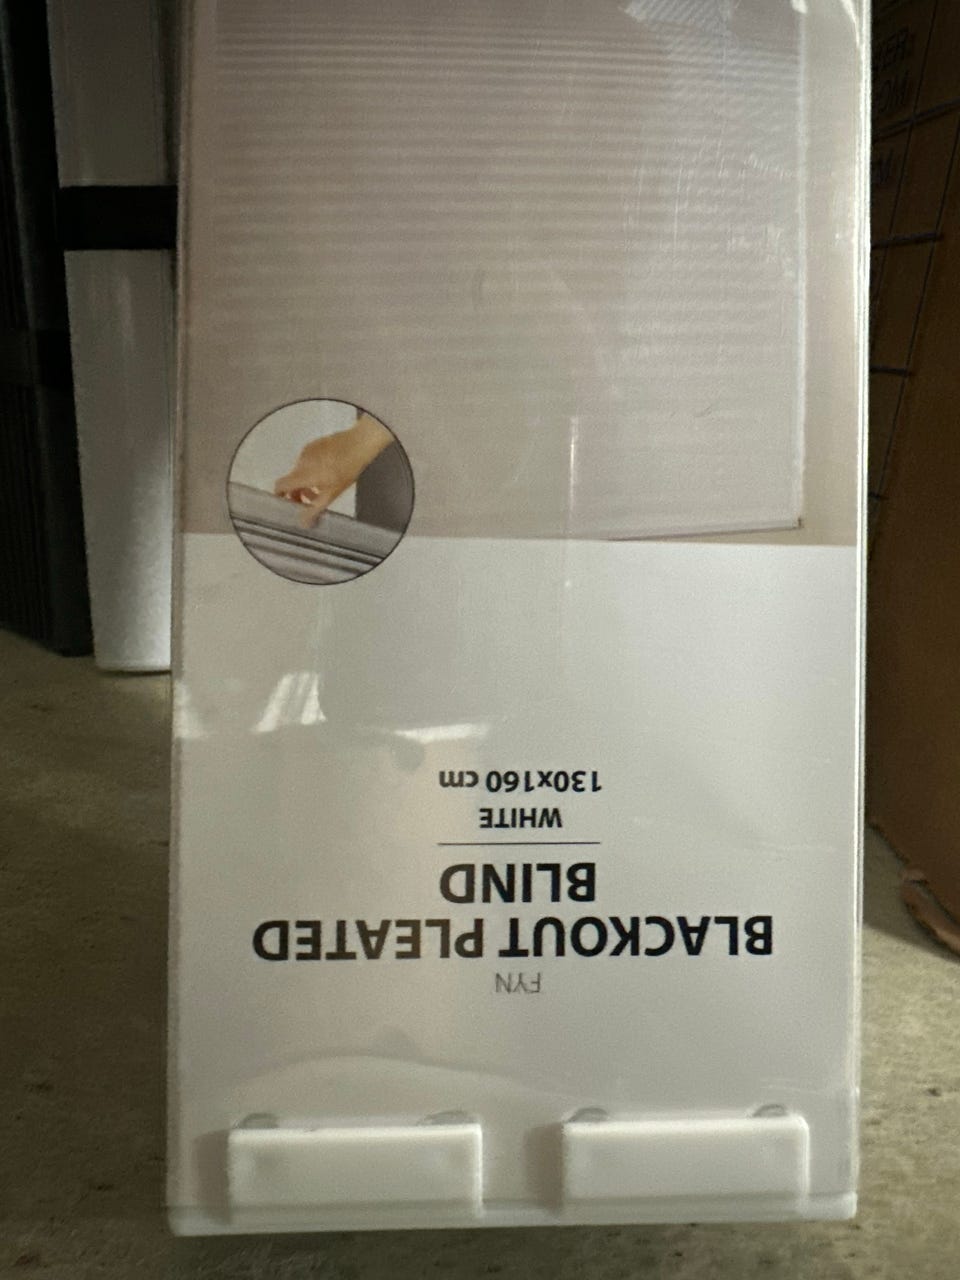 FYN
BLACKOUT PLEATED
BLIND
WHITE
130x160 cm